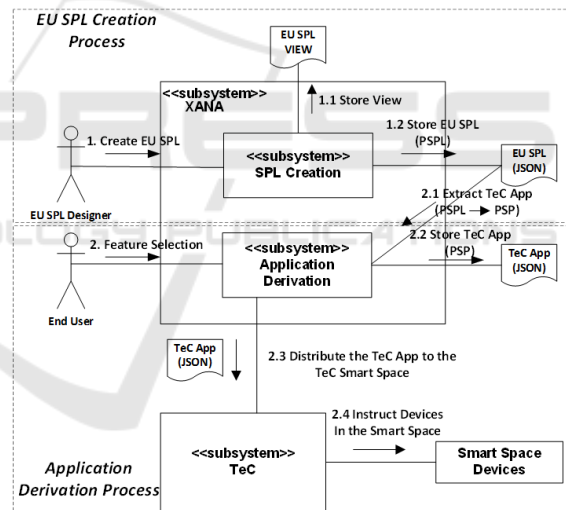 EU SPL Creation
Process
EU SPL
VIEW
<<subsystem>>
XANA
1.1 Store View
1. Create EU SPL
<<subsystem>>
SPL Creation
1.2 Store EU SPL
(PSPL)
EU SPL
(JSON)
EU SPL Designer
2.1 Extract TeC App
(PSPL → PSP)
2. Feature Selection
<<subsystem>>
Application
Derivation
2.2 Store TeC App
(PSP)
TeC App
(JSON)
End User
TeC App
(JSON)
2.3 Distribute the TeC App to the
TeC Smart Space
<<subsystem>>
TeC
2.4 Instruct Devices
In the Smart Space
Smart Space
Devices
Application
Derivation Process